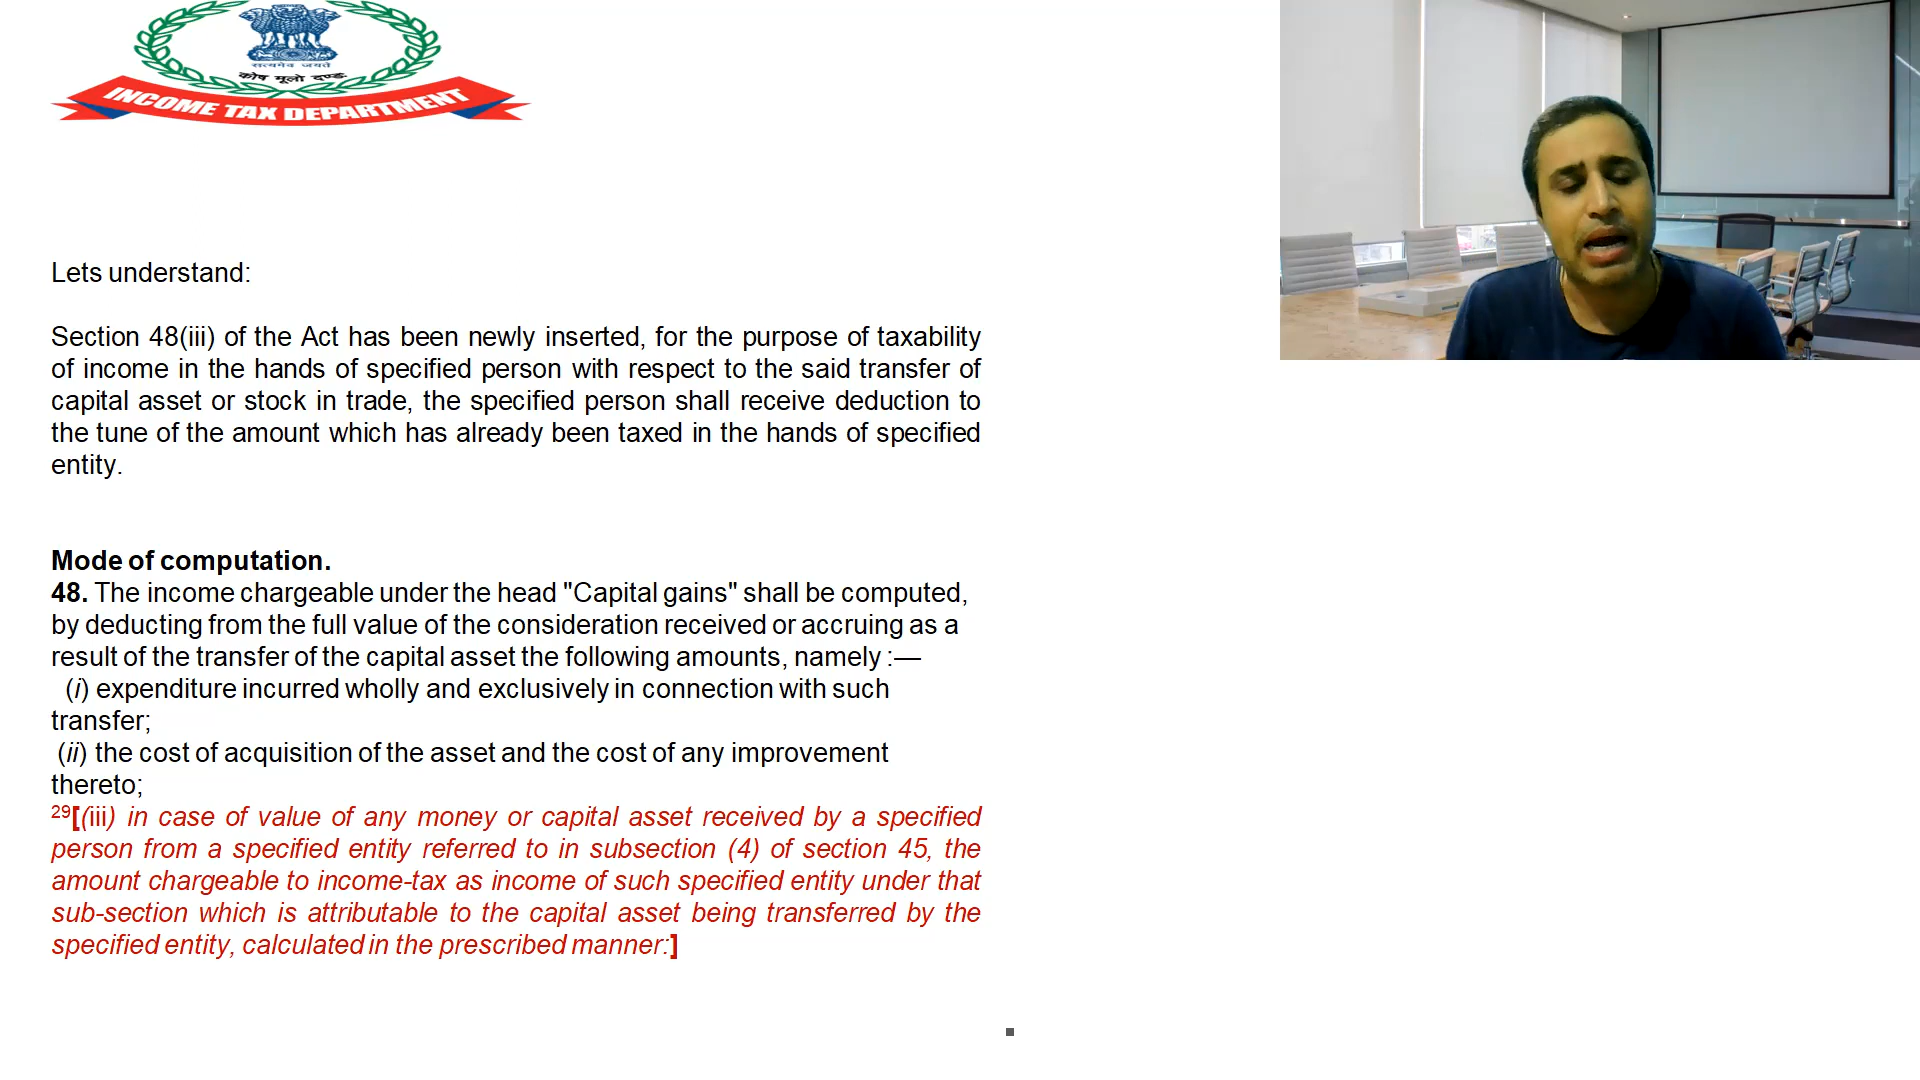 सत्यमेव जयते
कोष मूलो दण्डः
INCOME TAX DEPARTMENT
Lets understand:
Section 48(iii) of the Act has been newly inserted, for the purpose of taxability
of income in the hands of specified person with respect to the said transfer of
capital asset or stock in trade, the specified person shall receive deduction to
the tune of the amount which has already been taxed in the hands of specified
entity.
Mode of computation.
48. The income chargeable under the head "Capital gains" shall be computed,
by deducting from the full value of the consideration received or accruing as a
result of the transfer of the capital asset the following amounts, namely :—
(i) expenditure incurred wholly and exclusively in connection with such
transfer;
(ii) the cost of acquisition of the asset and the cost of any improvement
thereto;
29[(iii) in case of value of any money or capital asset received by a specified
person from a specified entity referred to in subsection (4) of section 45, the
amount chargeable to income-tax as income of such specified entity under that
sub-section which is attributable to the capital asset being transferred by the
specified entity, calculated in the prescribed manner:]